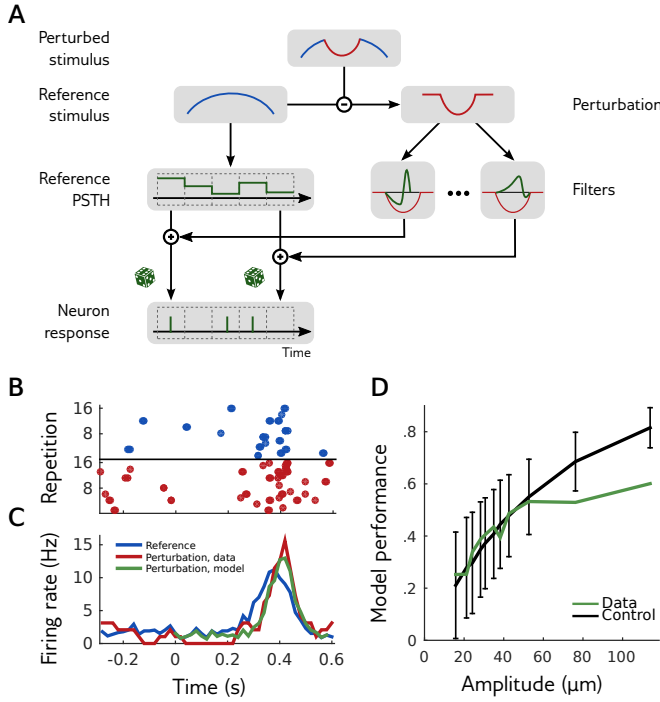 A
Perturbed
stimulus
Reference
stimulus
Perturbation
Reference
PSTH
Filters
Neuron
response
Time
B
Repetition
16
8
16
8
C
Firing rate (Hz)
15
10
5
0
Reference
Perturbation, data
Perturbation, model
-0.2
0
0.2
0.4
0.6
Time (s)
D
Model performance
.8
.6
.4
.2
0
Data
Control
0
20
40
60
80
100
Amplitude (μm)